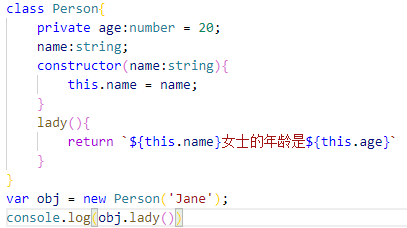 class Person{
    private age:number = 20;
    name:string;
    constructor(name:string){
        this.name = name;
    }
    lady(){
        return `${this.name}女士的年龄是${this.age}`
    }
}
var obj = new Person('Jane');
console.log(obj.lady())